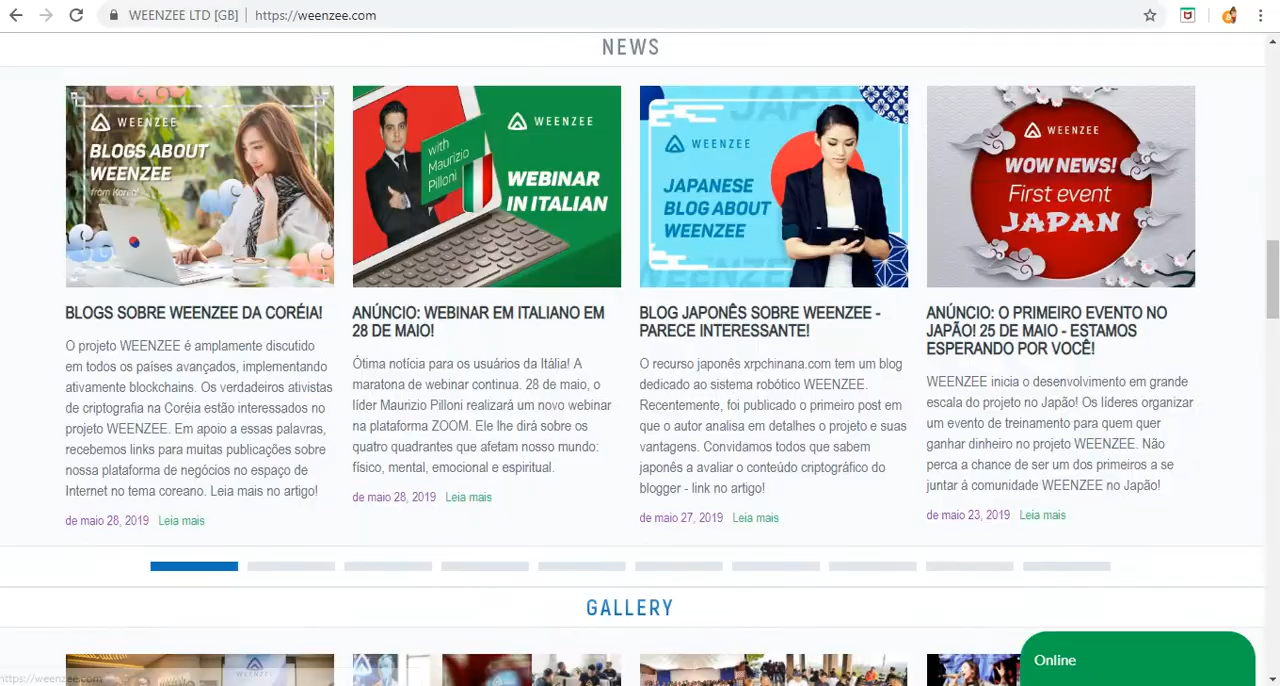 WEENZEE LTD [GB]
https://weenzee.com
NEWS
WEENZEE
BLOGS ABOUT
WEENZEE
from Korea!
BLOGS SOBRE WEENZEE DA CORÉIA!
O projeto WEENZEE é amplamente discutido
em todos os países avançados, implementando
ativamente blockchains. Os verdadeiros ativistas
de criptografia na Coréia estão interessados no
projeto WEENZEE. Em apoio a essas palavras,
recebemos links para muitas publicações sobre
nossa plataforma de negócios no espaço de
Internet no tema coreano. Leia mais no artigo!
de maio 28, 2019 Leia mais
with
Maurizio
Pilloni
WEENZEE
WEBINAR
IN ITALIAN
ANÚNCIO: WEBINAR EM ITALIANO EM
28 DE MAIO!
Ótima notícia para os usuários da Itália! A
maratona de webinar continua. 28 de maio, o
líder Maurizio Pilloni realizará um novo webinar
na plataforma ZOOM. Ele lhe dirá sobre os
quatro quadrantes que afetam nosso mundo:
físico, mental, emocional e espiritual.
de maio 28, 2019 Leia mais
JAPAN
WEENZEE
JAPANESE
BLOG ABOUT
WEENZEE
BLOG JAPONÊS SOBRE WEENZEE -
PARECE INTERESSANTE!
O recurso japonês xrpchinana.com tem um blog
dedicado ao sistema robótico WEENZEE.
Recentemente, foi publicado o primeiro post em
que o autor analisa em detalhes o projeto e suas
vantagens. Convidamos todos que sabem
japonês a avaliar o conteúdo criptográfico do
blogger - link no artigo!
de maio 27, 2019 Leia mais
WEENZEE
WOW NEWS!
First event
JAPAN
ANÚNCIO: O PRIMEIRO EVENTO NO
JAPÃO! 25 DE MAIO - ESTAMOS
ESPERANDO POR VOCÊ!
WEENZEE inicia o desenvolvimento em grande
escala do projeto no Japão! Os líderes organizar
um evento de treinamento para quem quer
ganhar dinheiro no projeto WEENZEE. Não
perca a chance de ser um dos primeiros a se
juntar à comunidade WEENZEE no Japão!
de maio 23, 2019 Leia mais
GALLERY
WEENZEE
Online
https://weenzee.com